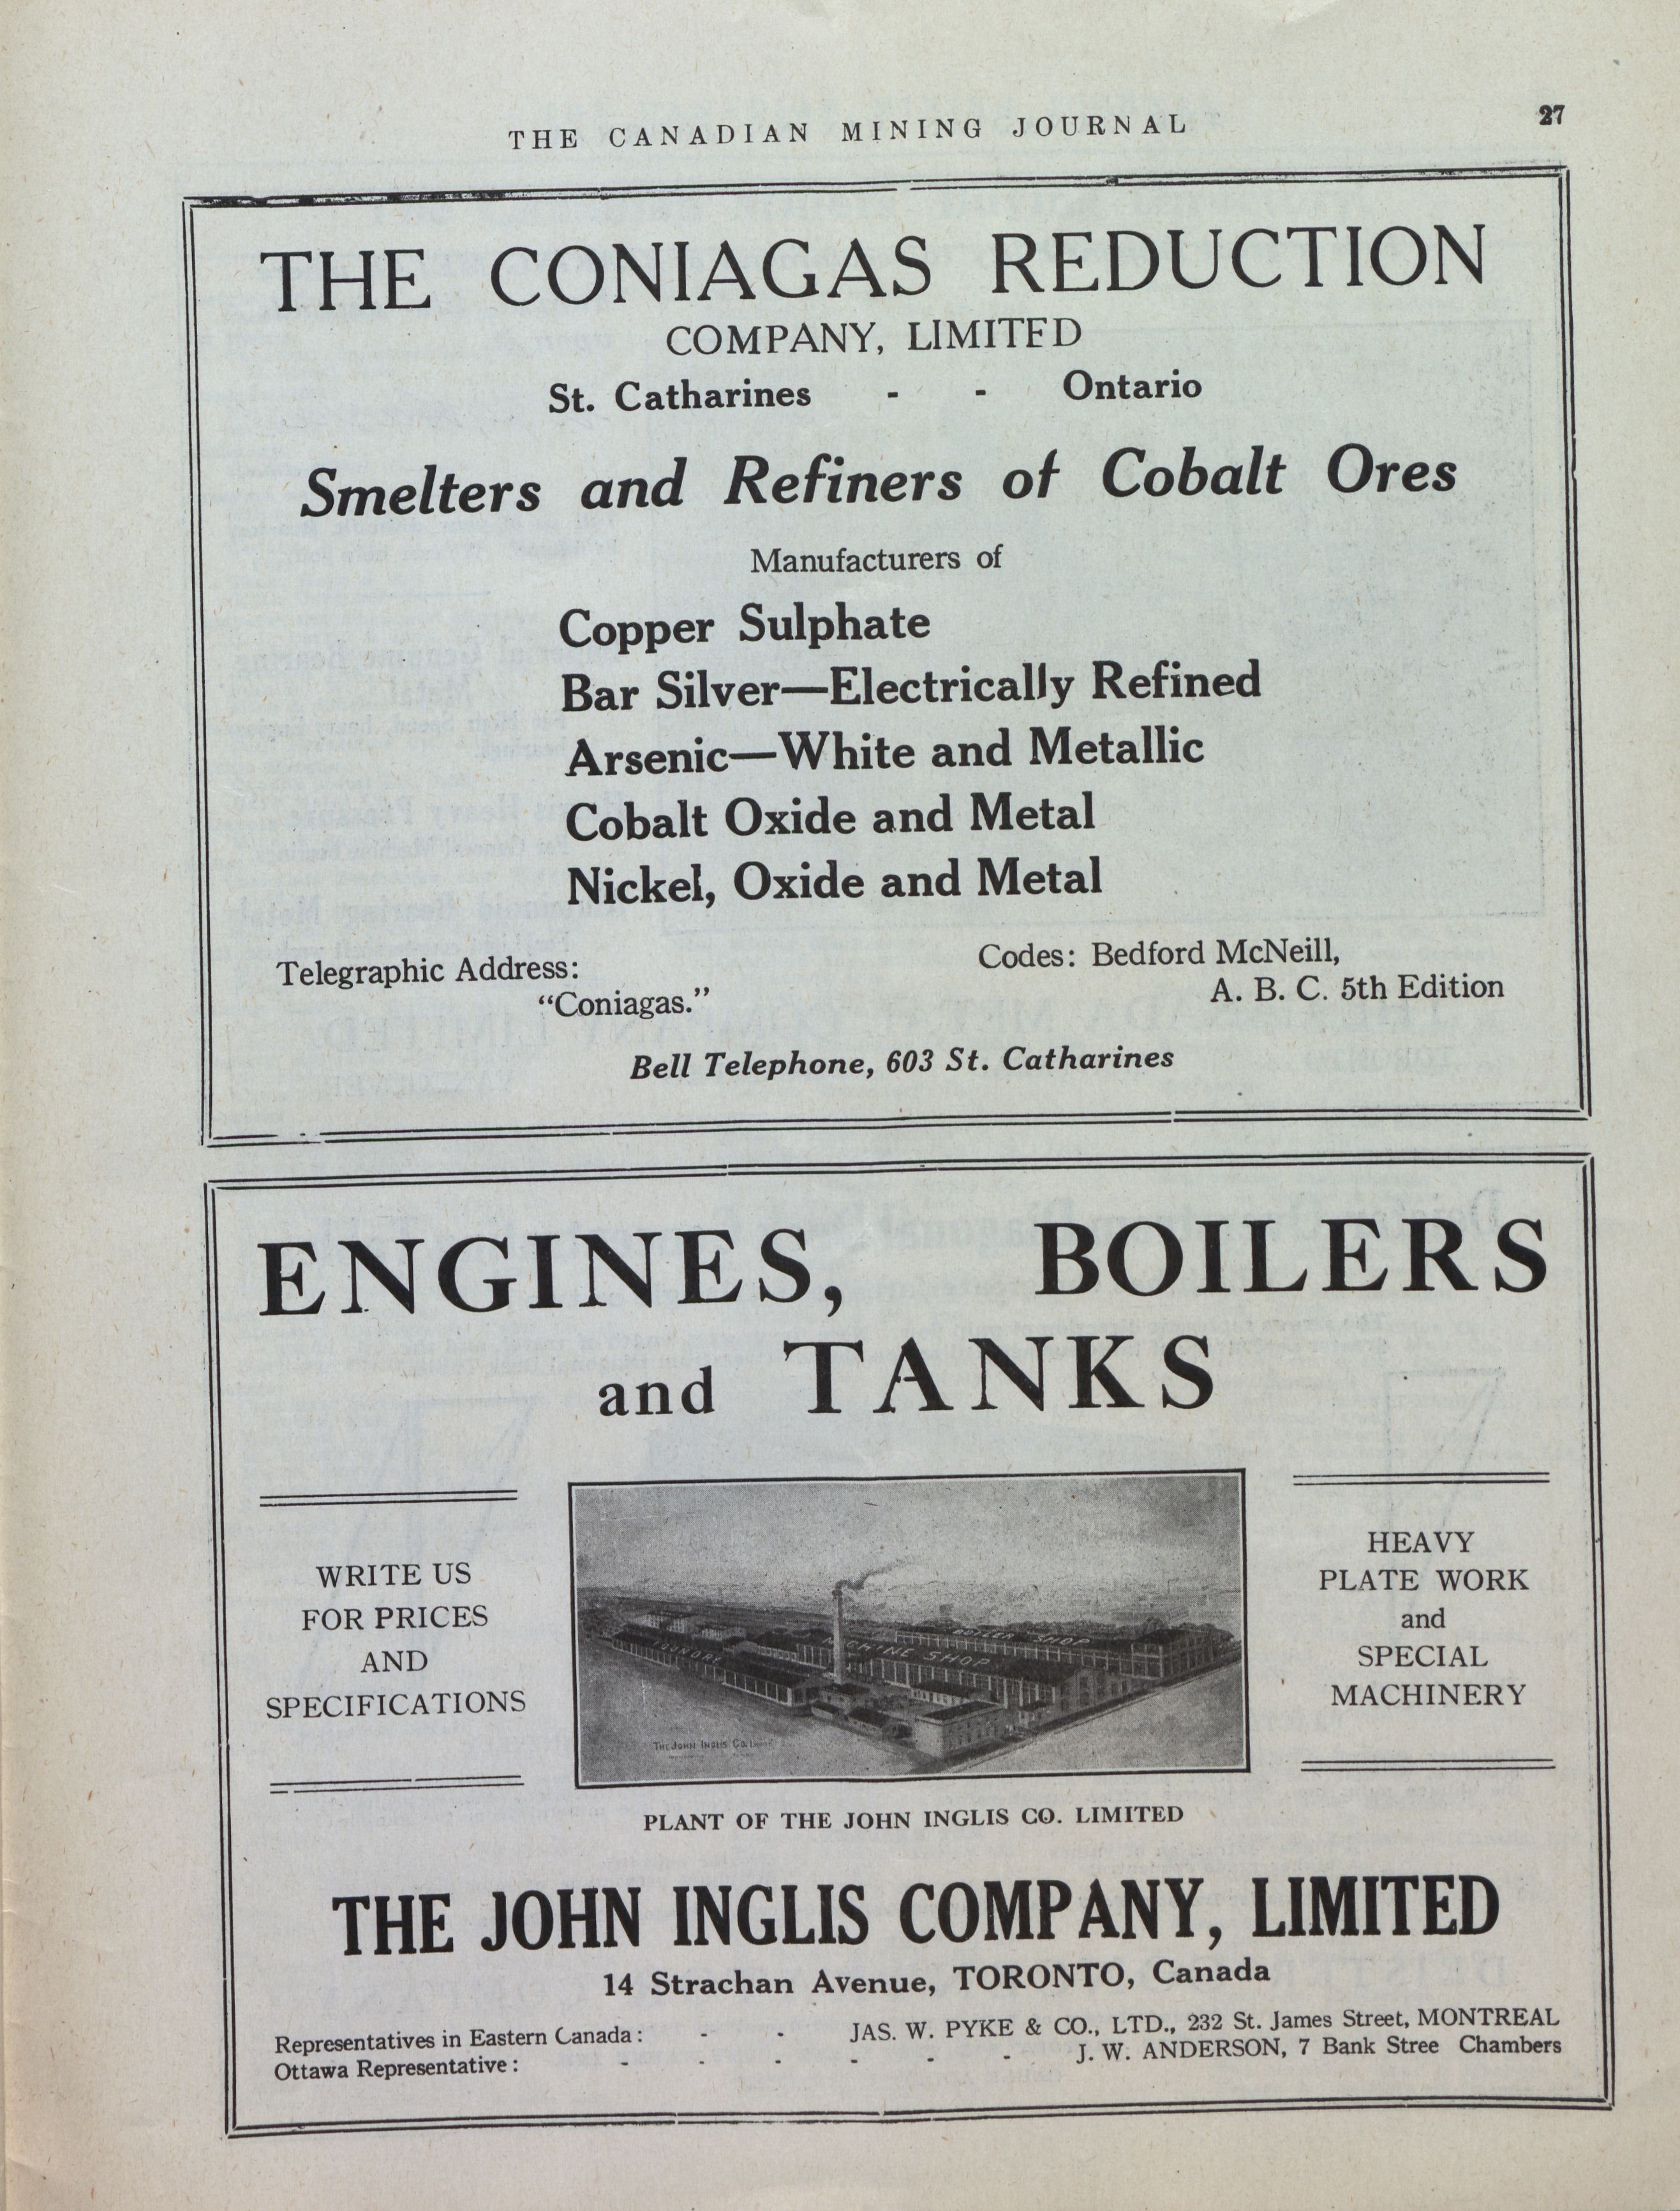 THE CANADIAN MINING JOURNAL 27
THE CONIAGAS REDUCTION
COMPANY, LIMITED
St. Catharines - - Ontario
Smelters and Refiners of Cobalt Ores
Manufacturers of
Copper Sulphate
Bar Silver—Electrically Refined
Arsenic—White and Metallic
Cobalt Oxide and Metal
Nickel, Oxide and Metal
Telegraphic Address:
"Coniagas."
Codes: Bedford McNeill,
A. B. C. 5th Edition
Bell Telephone, 603 St. Catharines
ENGINES, BOILERS
and TANKS
WRITE US
FOR PRICES
AND
SPECIFICATIONS
FOUNDRY
MACHINE SHOP
BOILER SHOP
THE JOHN INGLIS CO.
HEAVY
PLATE WORK
and
SPECIAL
MACHINERY
PLANT OF THE JOHN INGLIS CO. LIMITED
THE JOHN INGLIS COMPANY, LIMITED
14 Strachan Avenue, TORONTO, Canada
Representatives in Eastern Canada: - - JAS. W. PYKE & CO., LTD., 232 St. James Street, MONTREAL
Ottawa Representative: - - - - - - J. W. ANDERSON, 7 Bank Stree Chambers